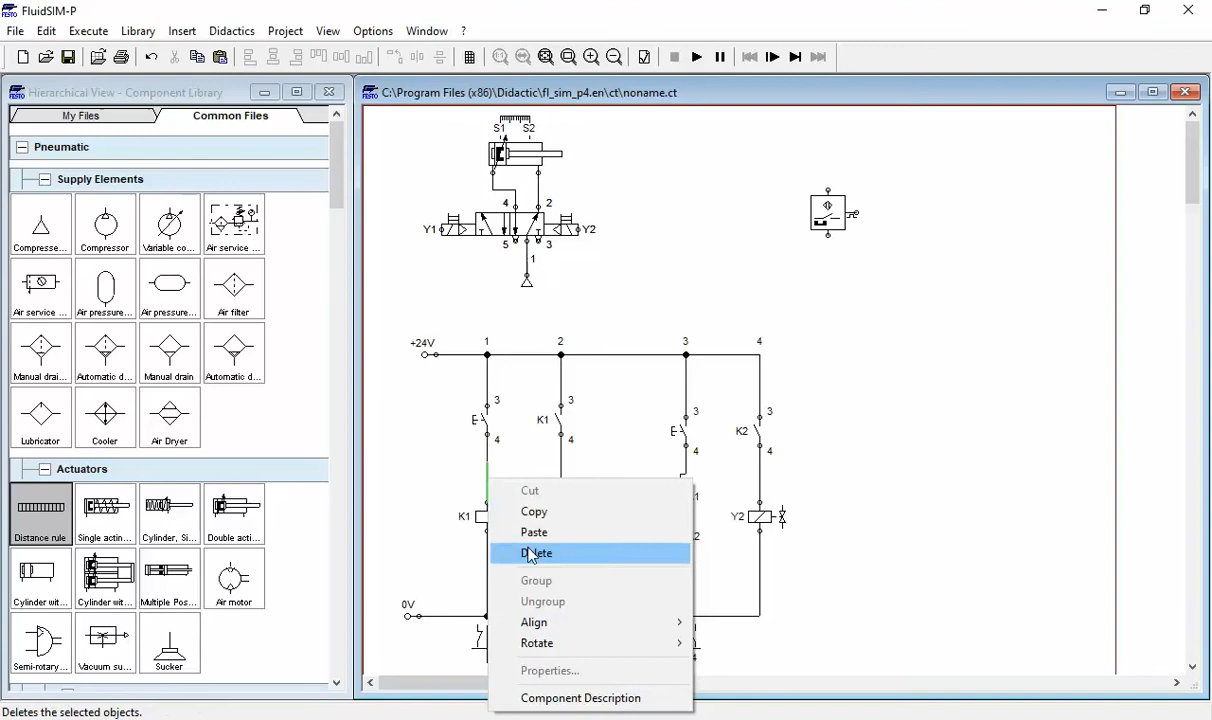 FESTO FluidSIM-P
File Edit Execute Library Insert Didactics Project View Options Window ?
FESTO Hierarchical View - Component Library
My Files Common Files
Pneumatic
Supply Elements
Compresse... Compressor Variable co... Air service ...
Air service ... Air pressure... Air pressure... Air filter
Manual drai... Automatic d... Manual drain Automatic d...
Lubricator Cooler Air Dryer
Actuators
Distance rule Single actin... Cylinder, Si... Double acti...
Cylinder wit... Cylinder wit... Multiple Pos... Air motor
Semi-rotary... Vacuum su... Sucker
FESTO C:\Program Files (x86)\Didactic\fl_sim_p4.en\ct\noname.ct
S1 S2
4 2
Y1 Y2
5 3
1
+24V 1 2 3 4
3 3 3 3
K1 K2
4 4 4 4
K1 1 Y2
2
0V
4
Cut
Copy
Paste
Delete
Group
Ungroup
Align
Rotate
Properties...
Component Description
Deletes the selected objects.